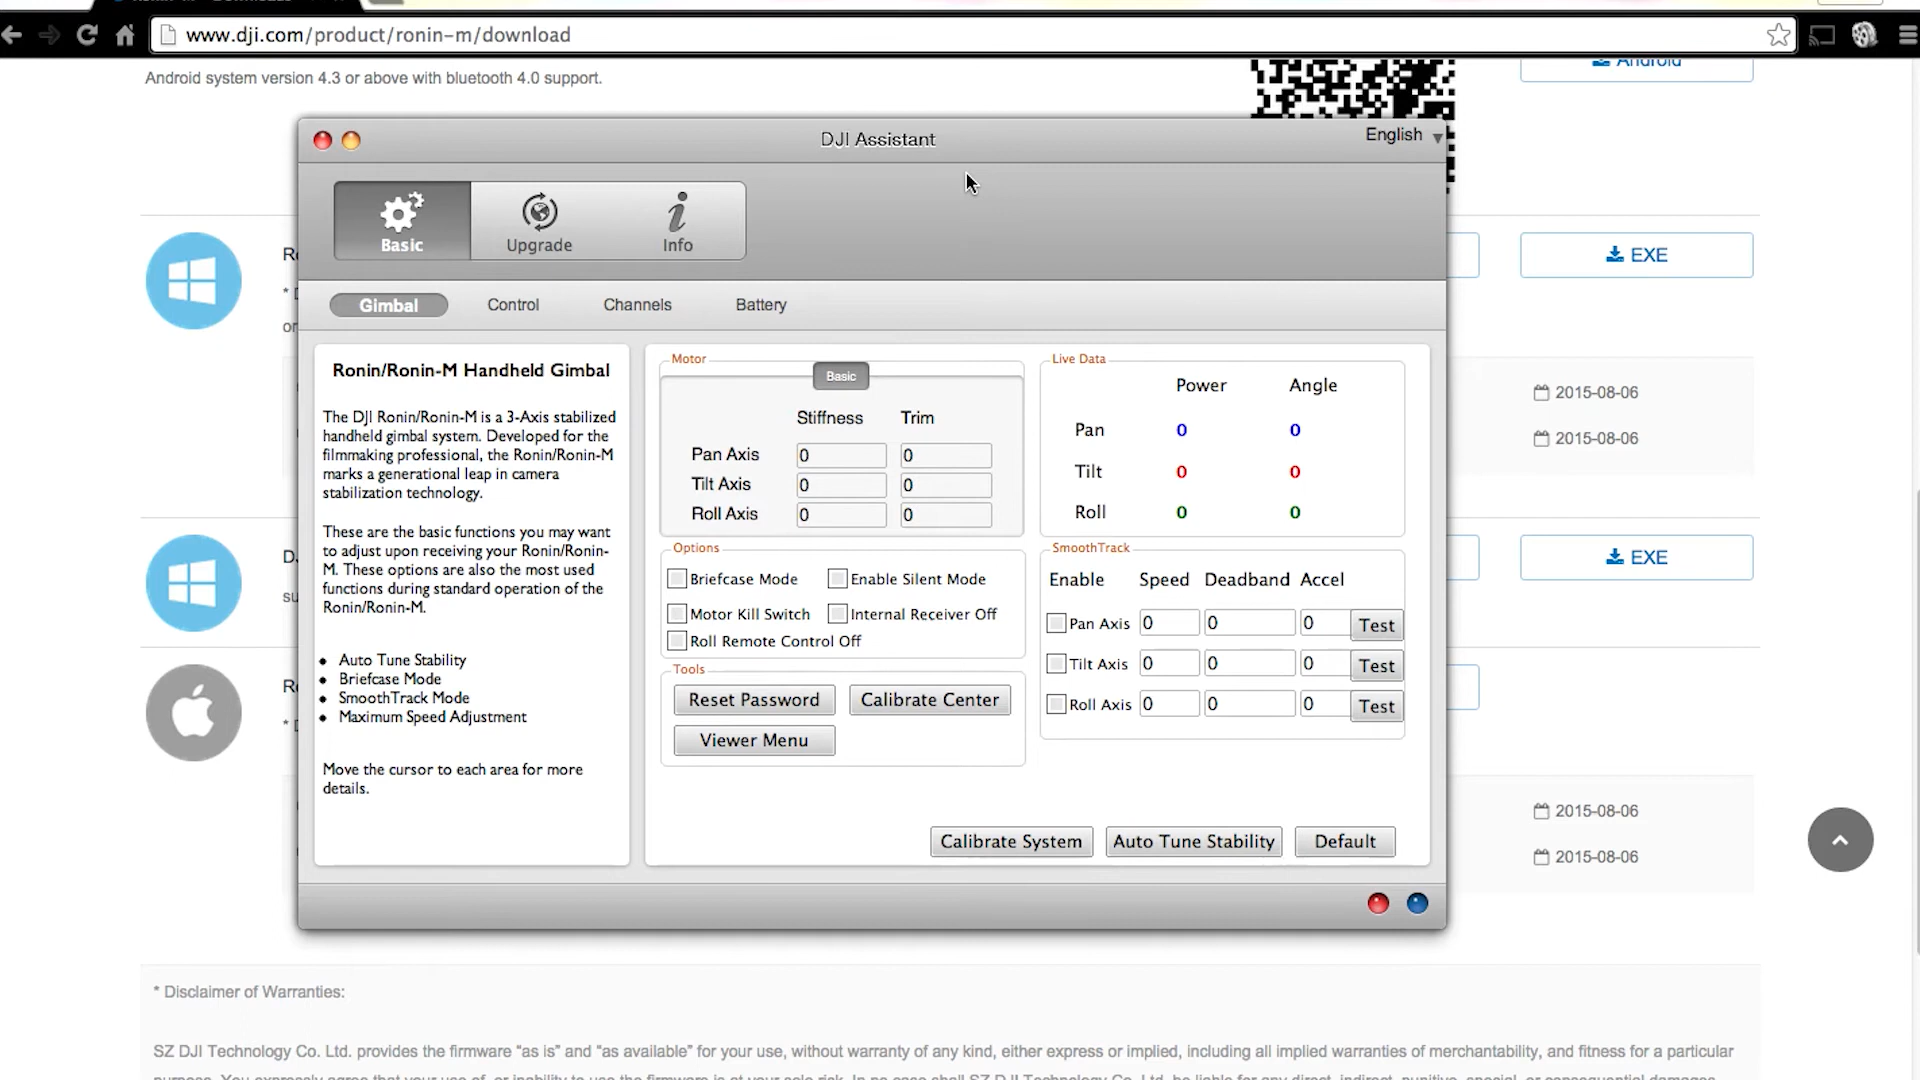 www.dji.com/product/ronin-m/download
Android system version 4.3 or above with bluetooth 4.0 support.
Android
DJI Assistant
English
Basic
Upgrade
Info
EXE
Gimbal
Control
Channels
Battery
Ronin/Ronin-M Handheld Gimbal
The DJI Ronin/Ronin-M is a 3-Axis stabilized
handheld gimbal system. Developed for the
filmmaking professional, the Ronin/Ronin-M
marks a generational leap in camera
stabilization technology.
These are the basic functions you may want
to adjust upon receiving your Ronin/Ronin-
M. These options are also the most used
functions during standard operation of the
Ronin/Ronin-M.
Auto Tune Stability
Briefcase Mode
SmoothTrack Mode
Maximum Speed Adjustment
Move the cursor to each area for more
details.
Motor
Basic
Stiffness Trim
Pan Axis 0 0
Tilt Axis 0 0
Roll Axis 0 0
Live Data
Power Angle
Pan 0 0
Tilt 0 0
Roll 0 0
Options
Briefcase Mode Enable Silent Mode
Motor Kill Switch Internal Receiver Off
Roll Remote Control Off
SmoothTrack
Enable Speed Deadband Accel
Pan Axis 0 0 0 Test
Tilt Axis 0 0 0 Test
Roll Axis 0 0 0 Test
Tools
Reset Password Calibrate Center
Viewer Menu
Calibrate System Auto Tune Stability Default
2015-08-06
2015-08-06
EXE
2015-08-06
2015-08-06
* Disclaimer of Warranties:
SZ DJI Technology Co. Ltd. provides the firmware “as is” and “as available” for your use, without warranty of any kind, either express or implied, including all implied warranties of merchantability, and fitness for a particular